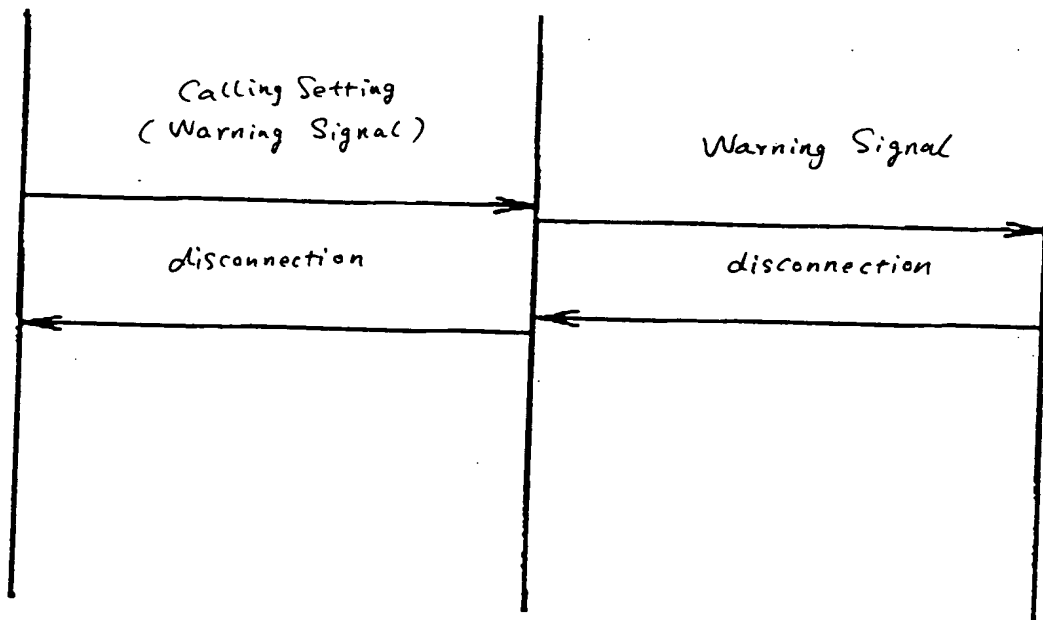 Calling Setting
(Warning Signal)
Warning Signal
disconnection
disconnection